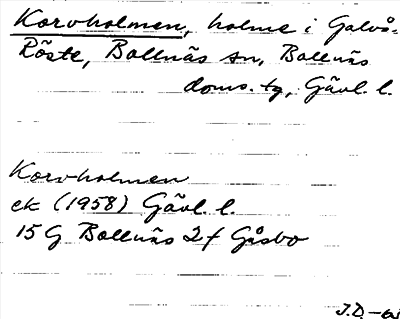 Korvholmen, holme i Galvå-
Röste, Bollnäs sn, Bollnäs
doms. tg, Gävl. l.
Korvholmen
ek (1958) Gävl. l.
15 G Bollnäs 2 f Gåsbo
J.D.